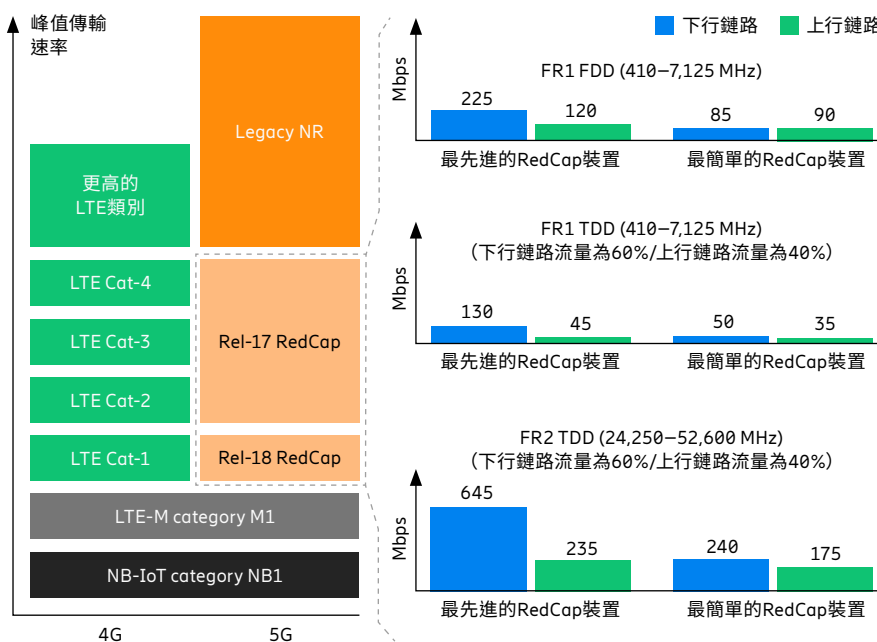 峰值傳輸
速率
Legacy NR
更高的
LTE類別
LTE Cat-4
LTE Cat-3
Rel-17 RedCap
LTE Cat-2
LTE Cat-1
Rel-18 RedCap
LTE-M category M1
NB-IoT category NB1
4G 5G
下行鏈路 上行鏈路
Mbps
FR1 FDD (410–7,125 MHz)
225 120 85 90
最先進的RedCap裝置 最簡單的RedCap裝置
Mbps
FR1 TDD (410–7,125 MHz)
（下行鏈路流量為60%/上行鏈路流量為40%）
130 45 50 35
最先進的RedCap裝置 最簡單的RedCap裝置
Mbps
FR2 TDD (24,250–52,600 MHz)
（下行鏈路流量為60%/上行鏈路流量為40%）
645 235 240 175
最先進的RedCap裝置 最簡單的RedCap裝置